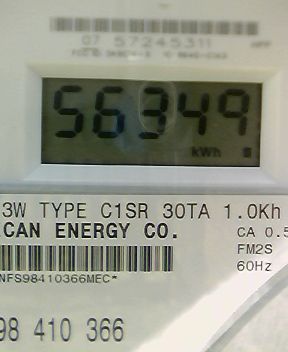 07 57245311
56349
kWh
3W TYPE C1SR 30TA 1.0Kh
CAN ENERGY CO.
CA 0.5
FM2S
60Hz
NFS98410366MEC*
98 410 366